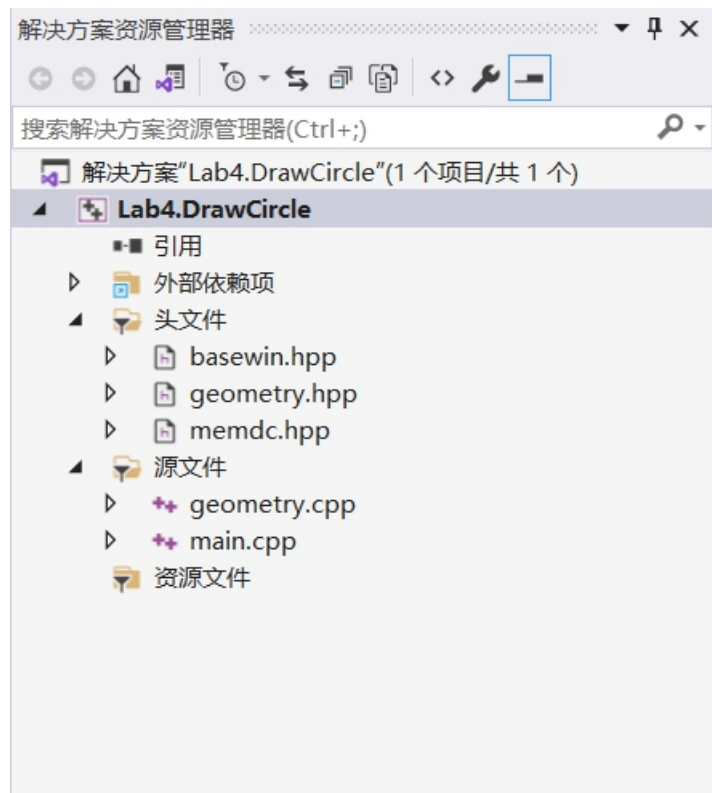 解决方案资源管理器
搜索解决方案资源管理器(Ctrl+;)
解决方案"Lab4.DrawCircle"(1 个项目/共 1 个)
Lab4.DrawCircle
引用
外部依赖项
头文件
basewin.hpp
geometry.hpp
memdc.hpp
源文件
geometry.cpp
main.cpp
资源文件